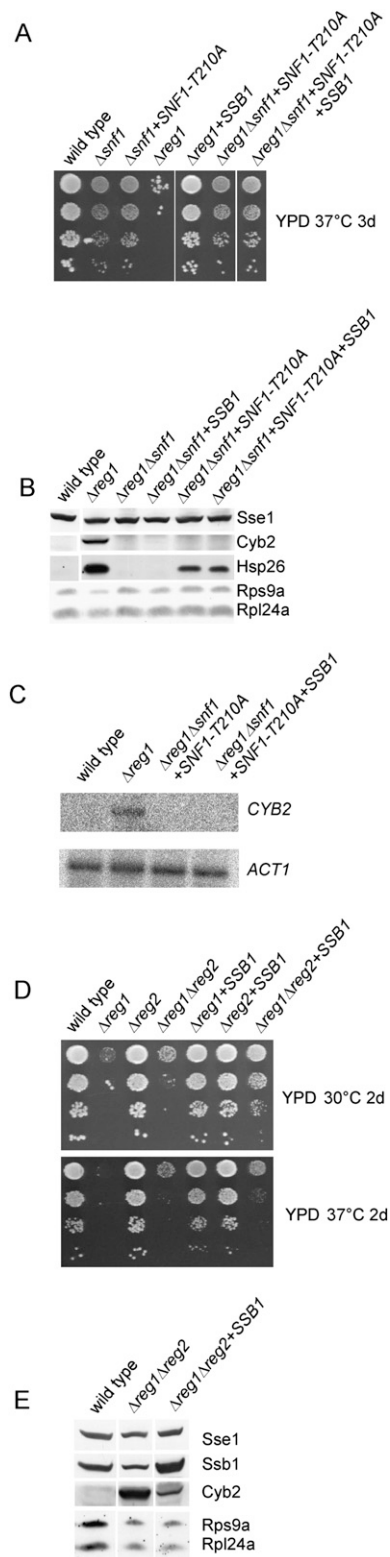 A
wild type
Δsnf1
Δsnf1+SNF1-T210A
Δreg1
Δreg1+SSB1
Δreg1Δsnf1+SNF1-T210A
Δreg1Δsnf1+SNF1-T210A
+SSB1
YPD 37°C 3d
B
wild type
Δreg1
Δreg1Δsnf1
Δreg1Δsnf1+SSB1
Δreg1Δsnf1+SNF1-T210A
Δreg1Δsnf1+SNF1-T210A+SSB1
Sse1
Cyb2
Hsp26
Rps9a
Rpl24a
C
wild type
Δreg1
Δreg1Δsnf1
+SNF1-T210A
Δreg1Δsnf1
+SNF1-T210A+SSB1
CYB2
ACT1
D
wild type
Δreg1
Δreg2
Δreg1Δreg2
Δreg1+SSB1
Δreg2+SSB1
Δreg1Δreg2+SSB1
YPD 30°C 2d
YPD 37°C 2d
E
wild type
Δreg1Δreg2
Δreg1Δreg2+SSB1
Sse1
Ssb1
Cyb2
Rps9a
Rpl24a